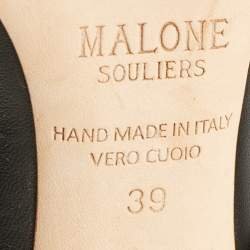 MALONE
SOULIERS
HAND MADE IN ITALY
VERO CUOIO
39